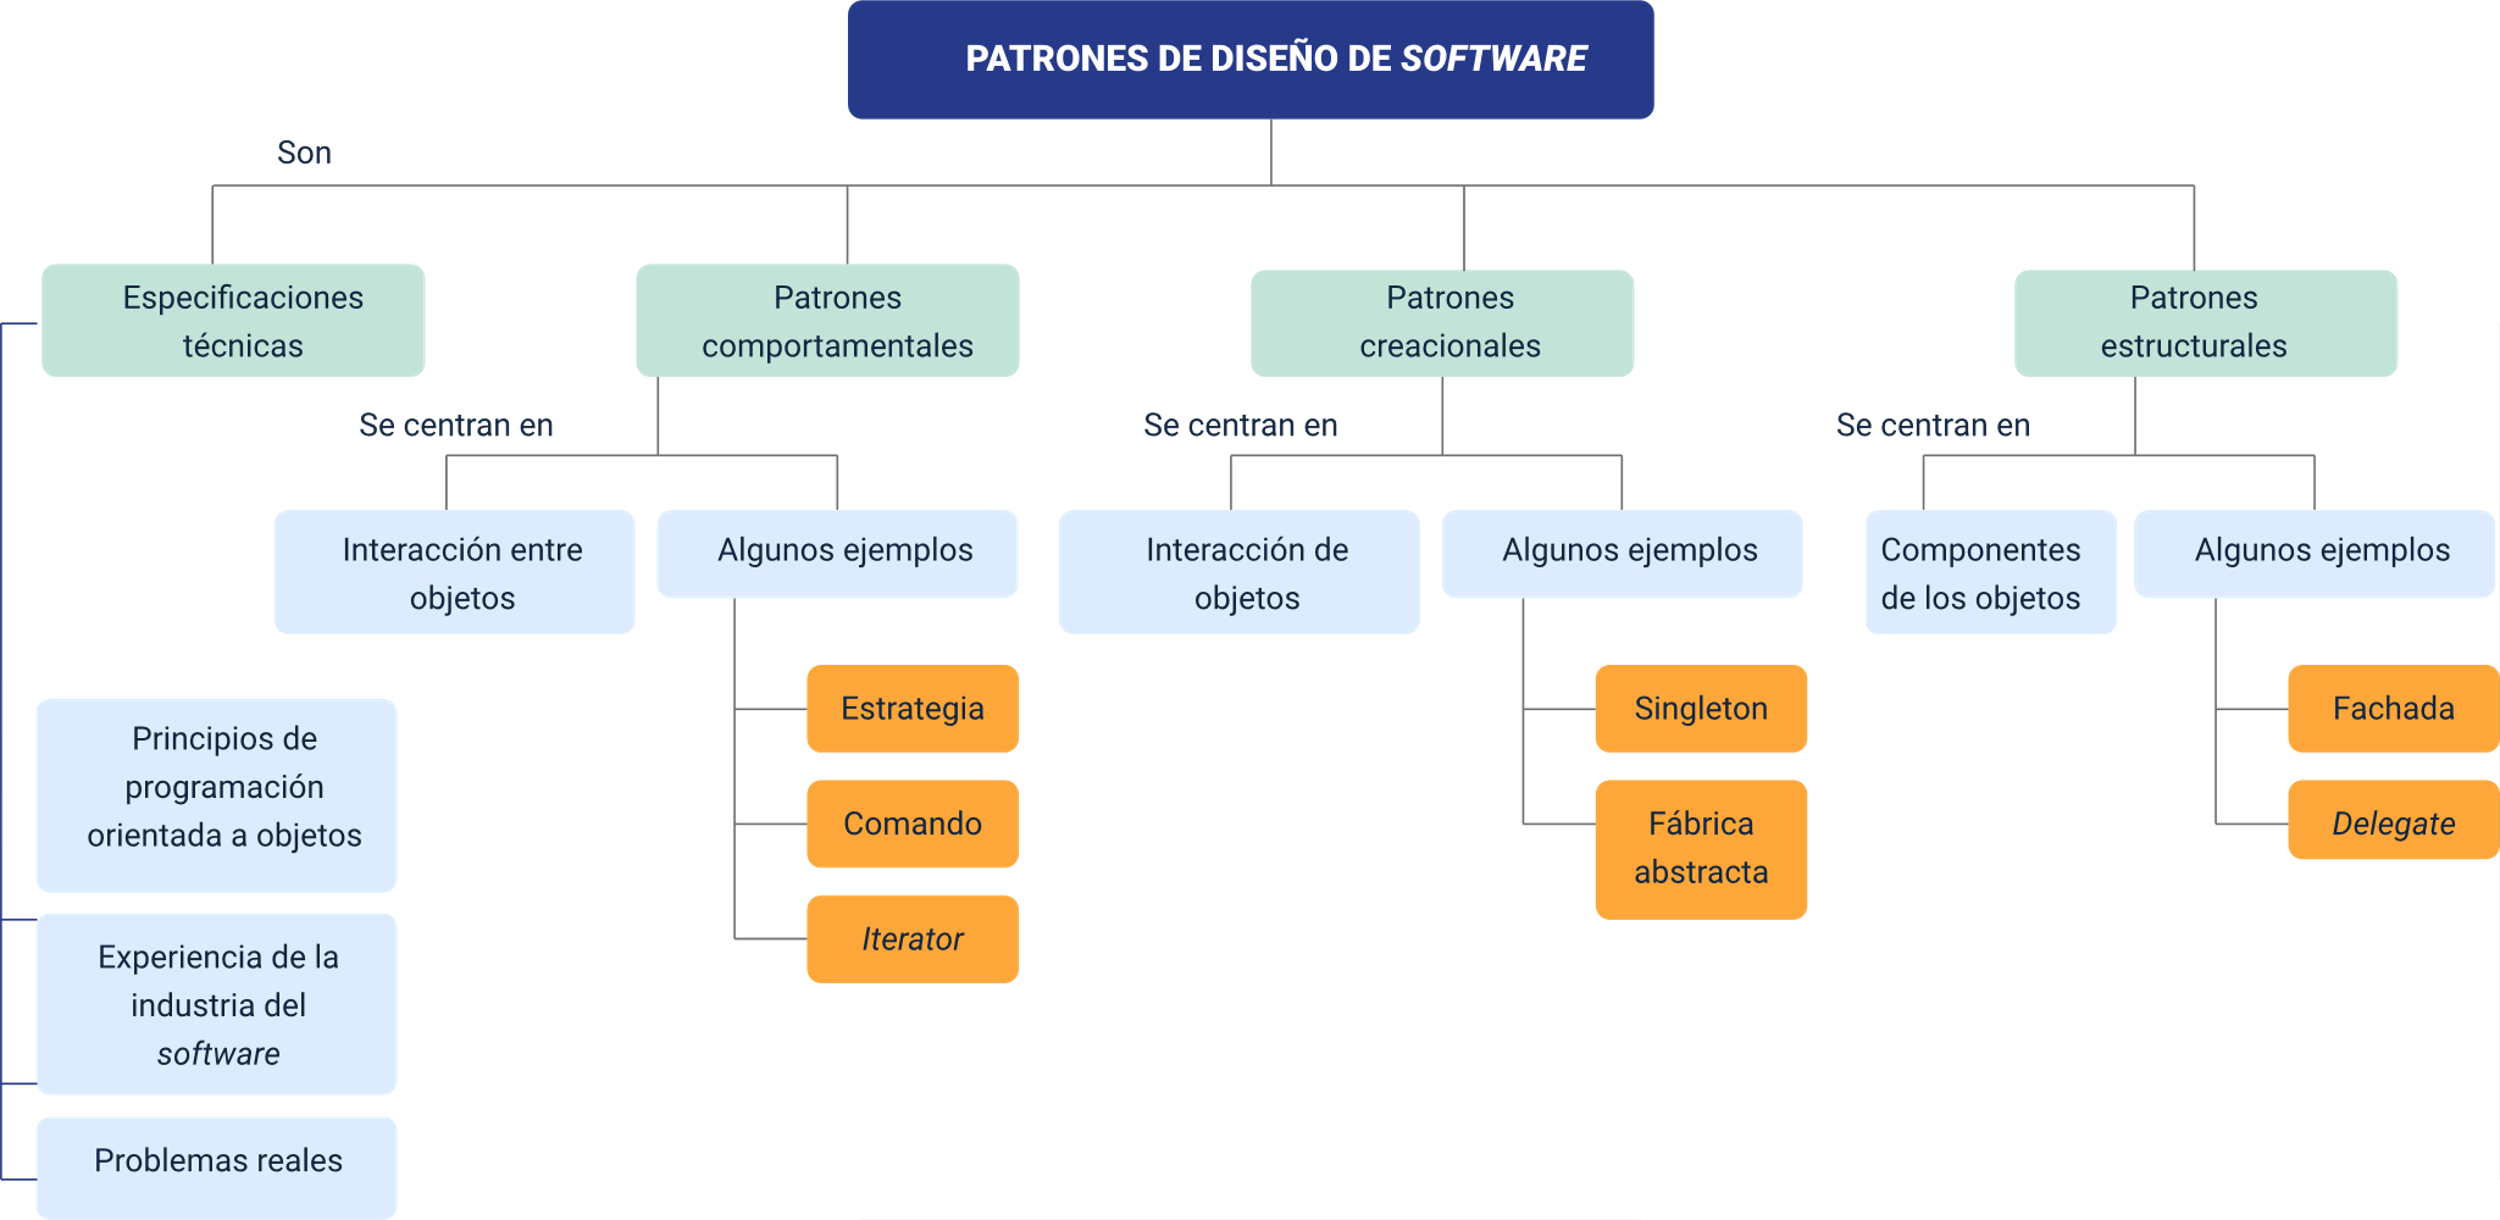 PATRONES DE DISEÑO DE SOFTWARE
Son
Especificaciones
técnicas
Patrones
comportamentales
Patrones
creacionales
Patrones
estructurales
Se centran en
Se centran en
Se centran en
Interacción entre
objetos
Algunos ejemplos
Interacción de
objetos
Algunos ejemplos
Componentes
de los objetos
Algunos ejemplos
Principios de
programación
orientada a objetos
Experiencia de la
industria del
software
Problemas reales
Estrategia
Comando
Iterator
Singleton
Fábrica
abstracta
Fachada
Delegate